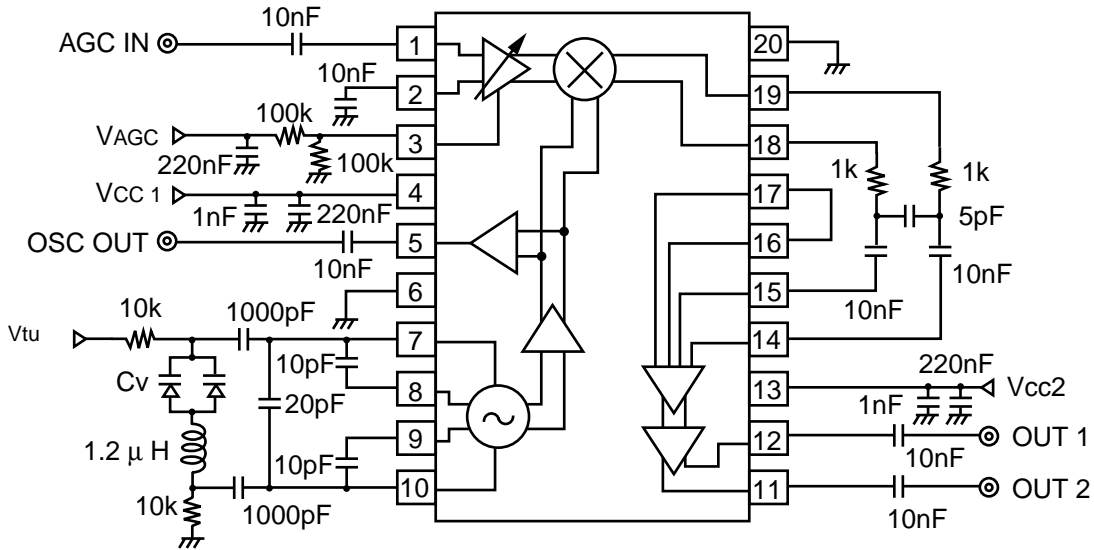 10nF
AGC IN
1
20
10nF
2
19
100k
VAGC
3
18
220nF
100k
1k
1k
VCC 1
4
17
1nF
220nF
5pF
OSC OUT
5
16
10nF
10nF
6
15
10nF
10k
1000pF
Vtu
7
14
10pF
220nF
Cv
8
13
Vcc2
20pF
1nF
9
12
OUT 1
1.2 μ H
10pF
10nF
10
11
OUT 2
10k
1000pF
10nF